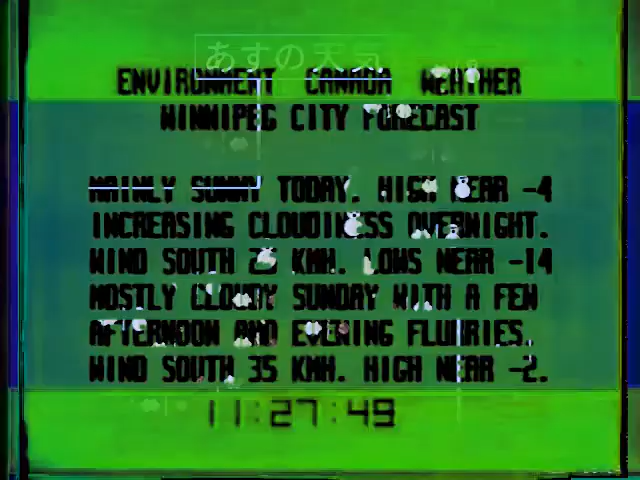 あすの天気
ENVIRONMENT CANADA WEATHER
WINNIPEG CITY FORECAST
MAINLY SUNNY TODAY. HIGH NEAR -4
INCREASING CLOUDINESS OVERNIGHT.
WIND SOUTH 25 KMH. LOWS NEAR -14
MOSTLY CLOUDY SUNDAY WITH A FEW
AFTERNOON AND EVENING FLURRIES.
WIND SOUTH 35 KMH. HIGH NEAR -2.
11:27:49